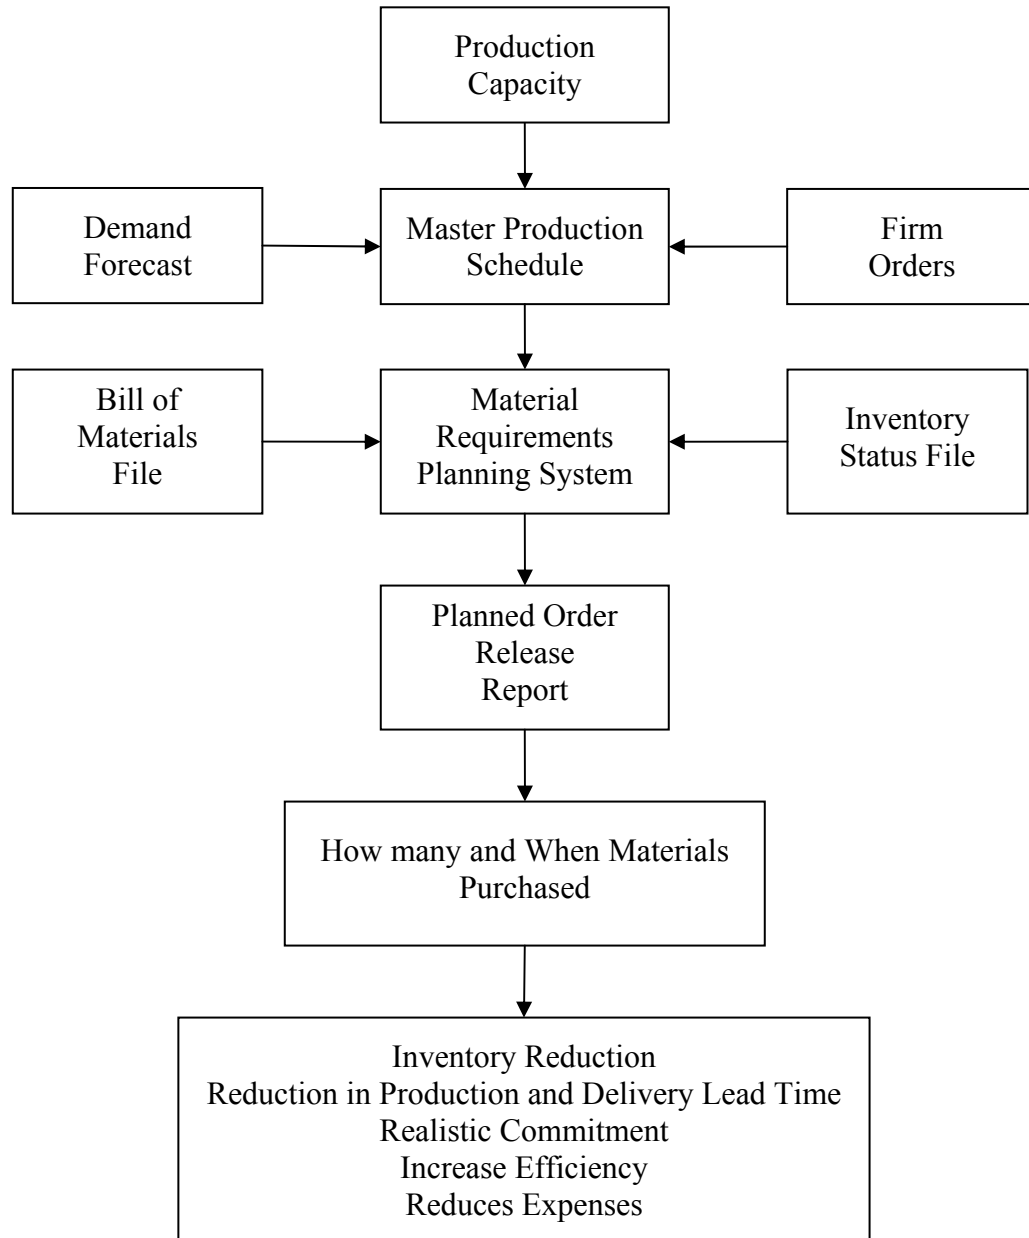 Production
Capacity
Demand
Forecast
Master Production
Schedule
Firm
Orders
Bill of
Materials
File
Material
Requirements
Planning System
Inventory
Status File
Planned Order
Release
Report
How many and When Materials
Purchased
Inventory Reduction
Reduction in Production and Delivery Lead Time
Realistic Commitment
Increase Efficiency
Reduces Expenses